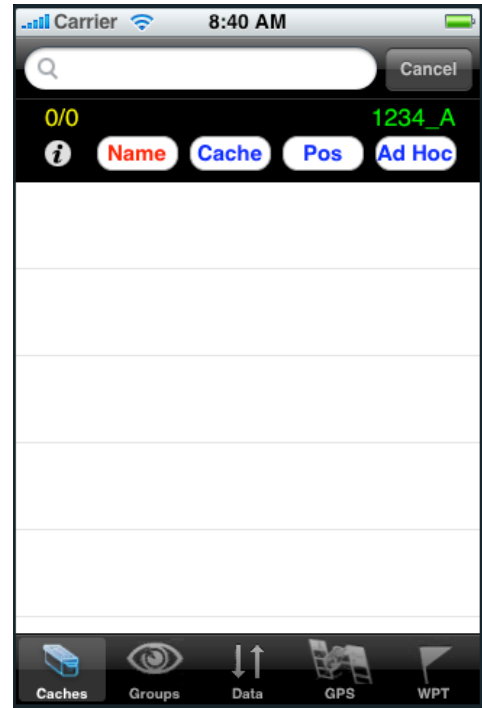 Carrier 8:40 AM
Cancel
0/0 1234_A
i Name Cache Pos Ad Hoc
Caches Groups Data GPS WPT